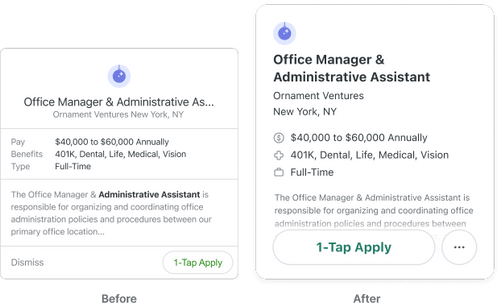 Office Manager & Administrative As...
Ornament Ventures New York, NY
Pay $40,000 to $60,000 Annually
Benefits 401K, Dental, Life, Medical, Vision
Type Full-Time
The Office Manager & Administrative Assistant is
responsible for organizing and coordinating office
administration policies and procedures between our
primary office location...
Dismiss 1-Tap Apply
Before
Office Manager &
Administrative Assistant
Ornament Ventures
New York, NY
$40,000 to $60,000 Annually
401K, Dental, Life, Medical, Vision
Full-Time
The Office Manager & Administrative Assistant is
responsible for organizing and coordinating office
administration policies and procedures between
1-Tap Apply
After